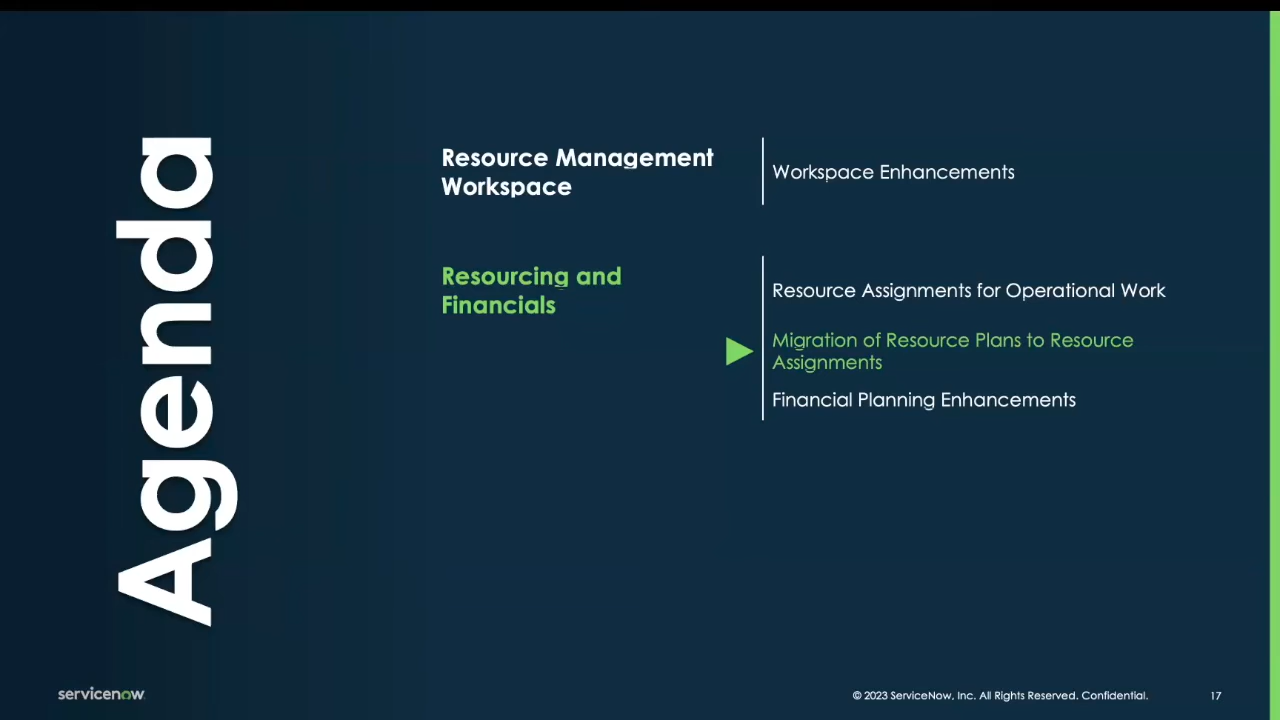 Agenda
Resource Management
Workspace
Workspace Enhancements
Resourcing and
Financials
Resource Assignments for Operational Work
Migration of Resource Plans to Resource
Assignments
Financial Planning Enhancements
servicenow
© 2023 ServiceNow, Inc. All Rights Reserved. Confidential.
17